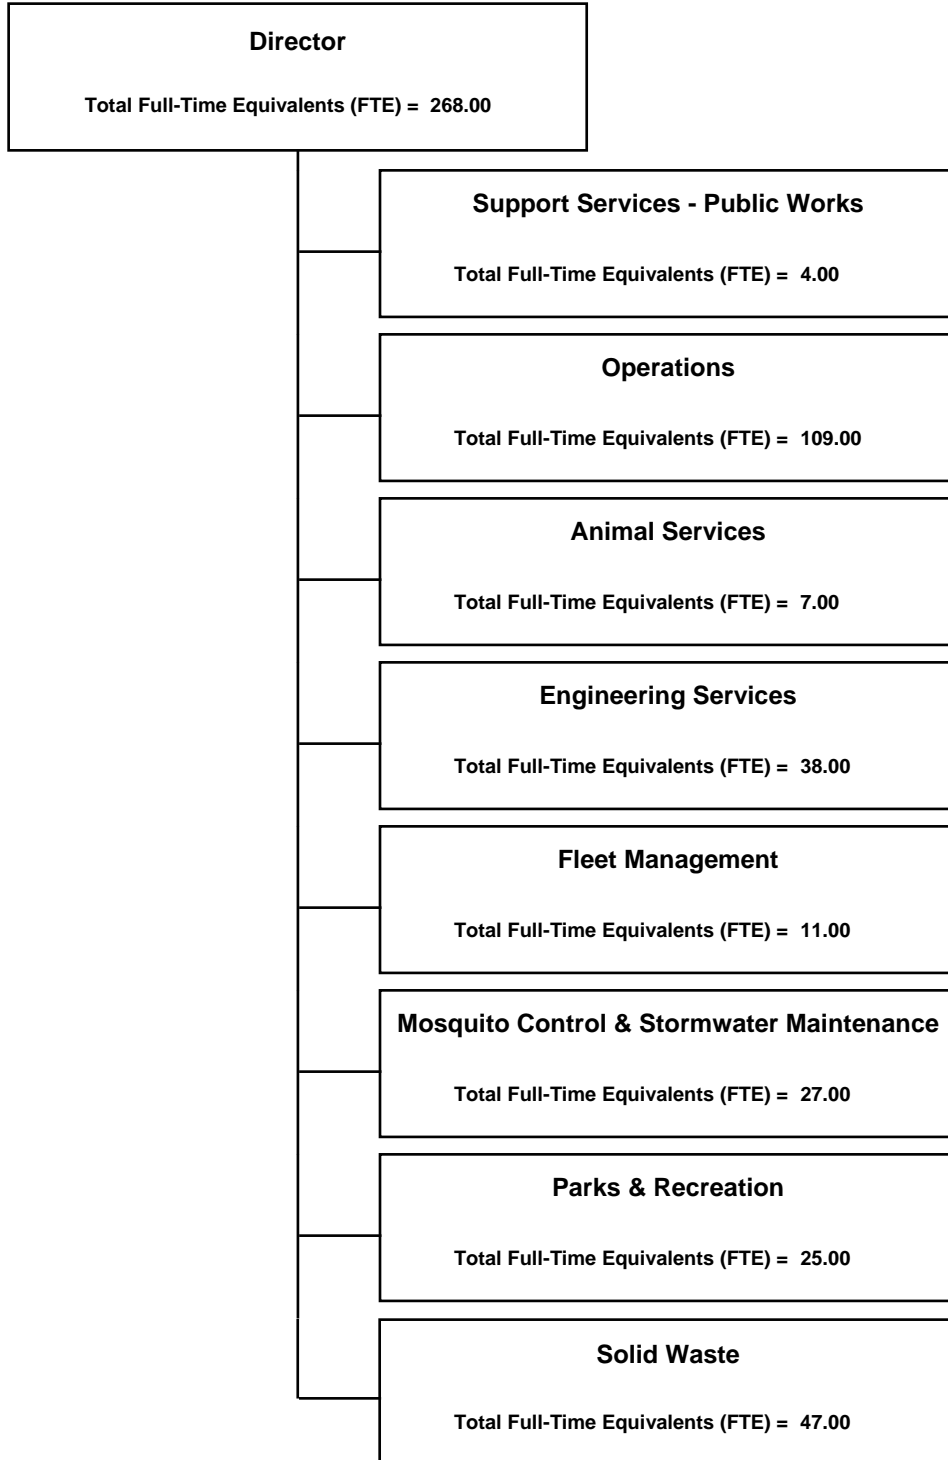 Director
Total Full-Time Equivalents (FTE) = 268.00
Support Services - Public Works
Total Full-Time Equivalents (FTE) = 4.00
Operations
Total Full-Time Equivalents (FTE) = 109.00
Animal Services
Total Full-Time Equivalents (FTE) = 7.00
Engineering Services
Total Full-Time Equivalents (FTE) = 38.00
Fleet Management
Total Full-Time Equivalents (FTE) = 11.00
Mosquito Control & Stormwater Maintenance
Total Full-Time Equivalents (FTE) = 27.00
Parks & Recreation
Total Full-Time Equivalents (FTE) = 25.00
Solid Waste
Total Full-Time Equivalents (FTE) = 47.00